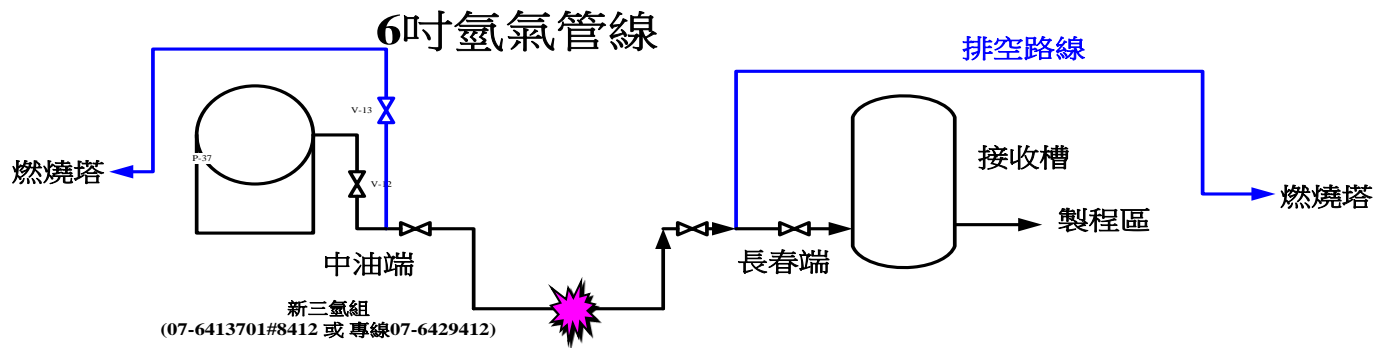 6吋氫氣管線
排空路線
V-13
P-37
V-12
燃燒塔
接收槽
燃燒塔
製程區
中油端
長春端
新三氫組
(07-6413701#8412 或 專線07-6429412)